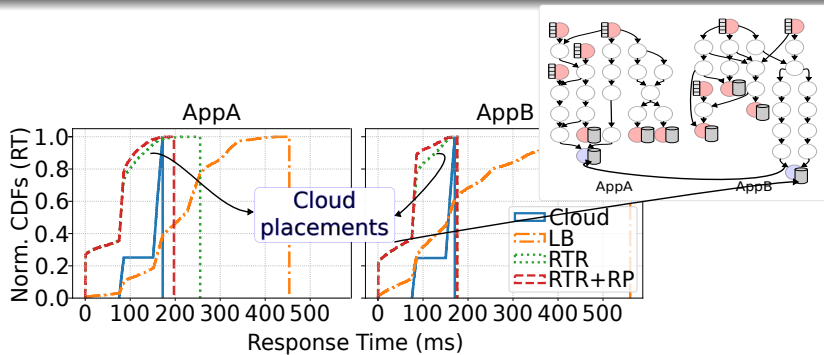 AppA
AppB
AppA
AppB
Norm. CDFs (RT)
1.0
0.8
0.6
0.4
0.2
0.0
Cloud
placements
Cloud
LB
RTR
RTR+RP
0 100 200 300 400 500
0 100 200 300 400 500
Response Time (ms)